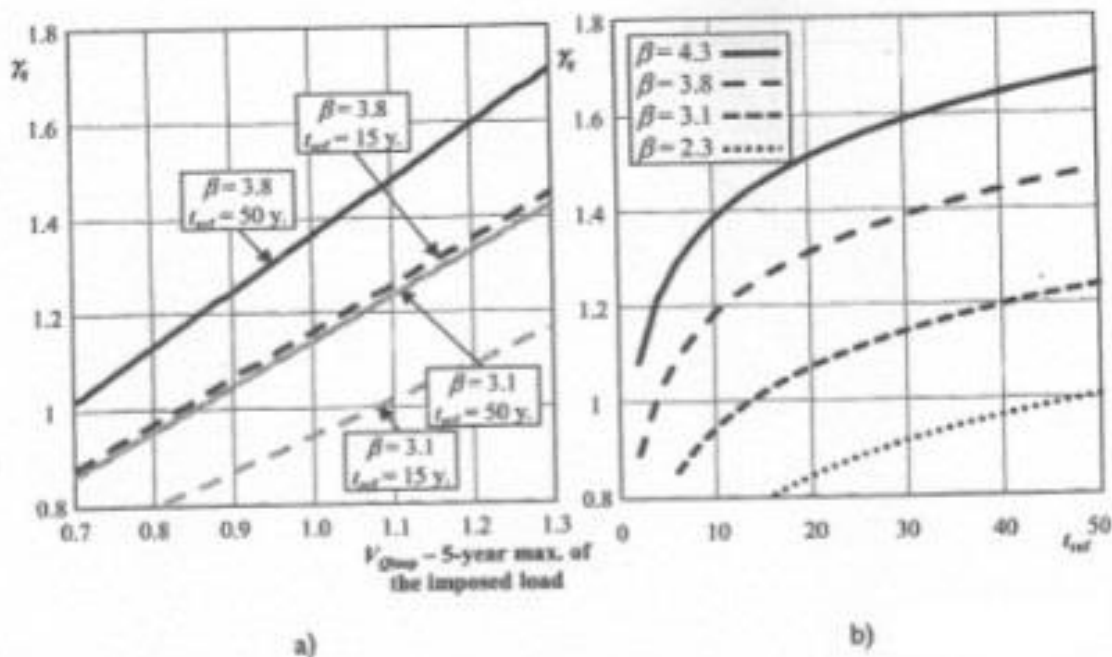 1.8
γq
1.6
1.4
1.2
1
0.8
β= 3.8
tref = 15 y.
β= 3.8
tref = 50 y.
β= 3.1
tref = 50 y.
β= 3.1
tref = 15 y.
0.7 0.8 0.9 1.0 1.1 1.2 1.3
– 5-year max. of
the imposed load
a)
1.8
γq
1.6
1.4
1.2
1
0.8
β= 4.3
β= 3.8
β= 3.1
β= 2.3
0 10 20 30 40 50
tref
b)